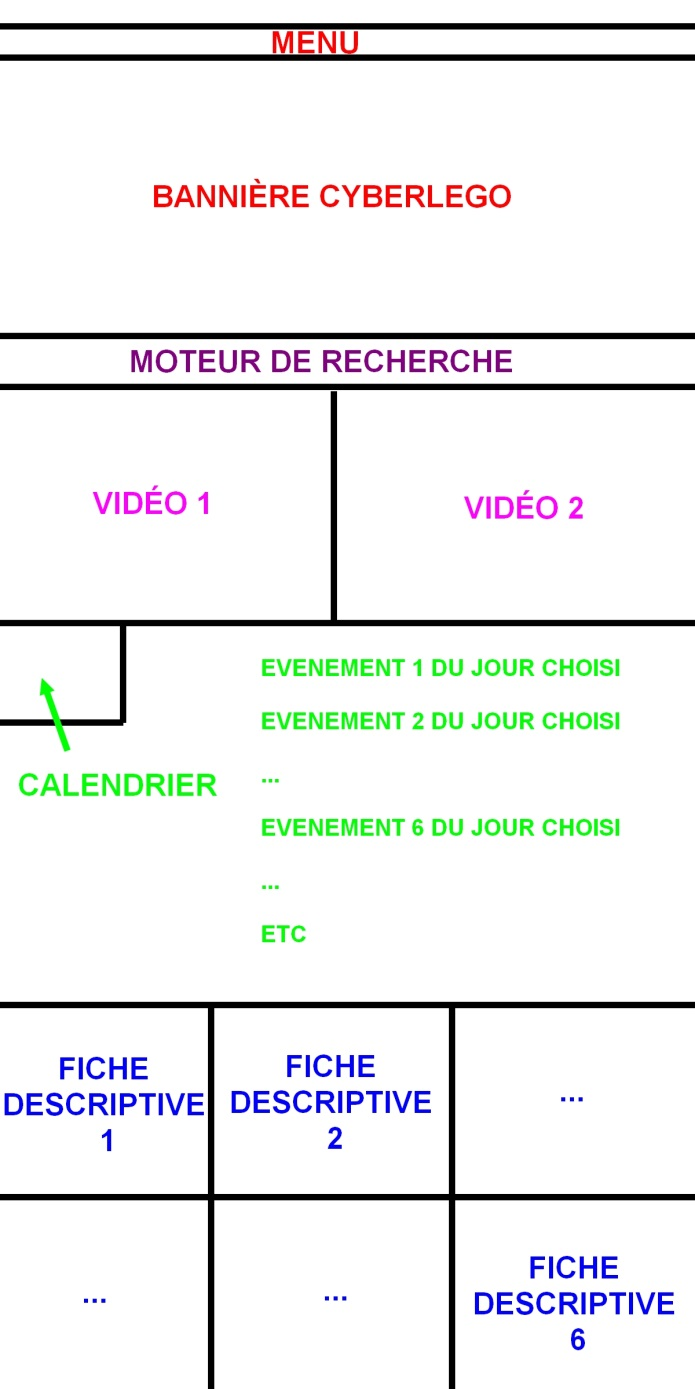 MENU
BANNIÈRE CYBERLEGO
MOTEUR DE RECHERCHE
VIDÉO 1
VIDÉO 2
CALENDRIER
EVENEMENT 1 DU JOUR CHOISI
EVENEMENT 2 DU JOUR CHOISI
...
EVENEMENT 6 DU JOUR CHOISI
...
ETC
FICHE
DESCRIPTIVE
1
FICHE
DESCRIPTIVE
2
...
...
...
FICHE
DESCRIPTIVE
6